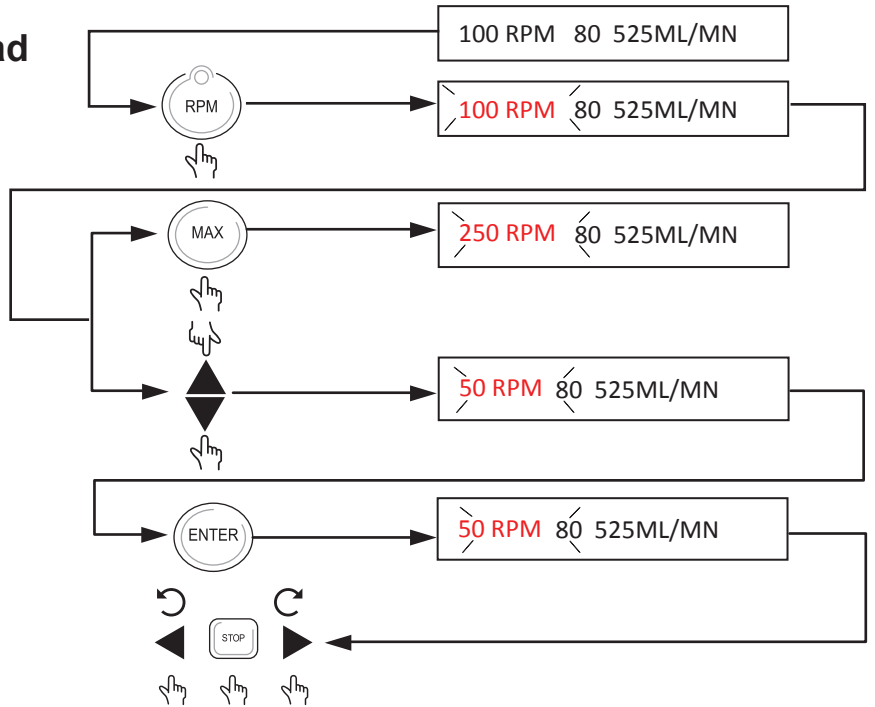 ad
100 RPM 80 525ML/MN
RPM
100 RPM 80 525ML/MN
MAX
250 RPM 80 525ML/MN
50 RPM 80 525ML/MN
ENTER
50 RPM 80 525ML/MN
STOP